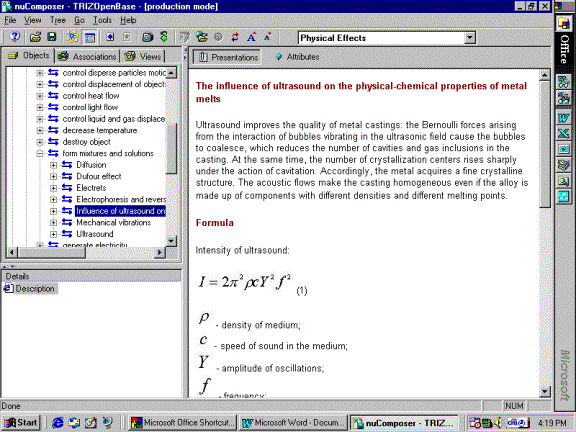 nuComposer - TRIZOpenBase - [production mode]
File View Tree Go Tools Help
Physical Effects
Objects Associations Views
Presentations Attributes
control disperse particles motic
control displacement of objects
control heat flow
control light flow
control liquid and gas displace
decrease temperature
destroy object
form mixtures and solutions
Diffusion
Dufour effect
Electrets
Electrophoresis and revers
Influence of ultrasound on
Mechanical vibrations
Ultrasound
generate electricity
Details
Description
The influence of ultrasound on the physical-chemical properties of metal
melts
Ultrasound improves the quality of metal castings: the Bernoulli forces arising
from the interaction of bubbles vibrating in the ultrasonic field cause the bubbles
to coalesce, which reduces the number of cavities and gas inclusions in the
casting. At the same time, the number of crystallization centers rises sharply
under the action of cavitation. Accordingly, the metal acquires a fine crystalline
structure. The acoustic flows make the casting homogeneous even if the alloy is
made up of components with different densities and different melting points.
Formula
Intensity of ultrasound:
I = 2π²ρcY²f² (1)
ρ - density of medium;
c - speed of sound in the medium;
Y - amplitude of oscillations;
f - frequency;
Office
Microsoft
Done NUM
Start Microsoft Office Shortcut... Microsoft Word - Docum... nuComposer - TRIZ... 4:19 PM